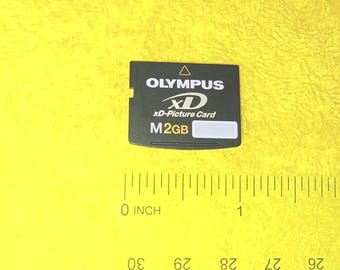 OLYMPUS
xD
xD-Picture Card
M 2GB
0 INCH 1
30 29 28 27 26